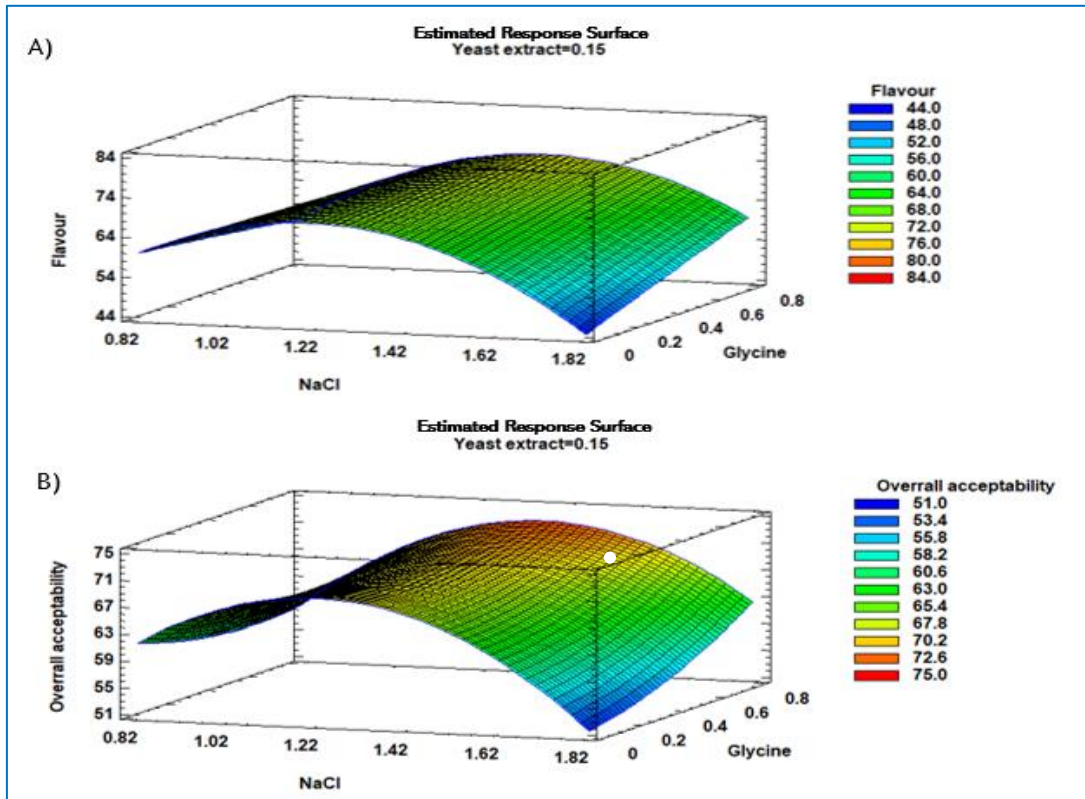 A)
Estimated Response Surface
Yeast extract=0.15
Flavour
44.0
48.0
52.0
56.0
60.0
64.0
68.0
72.0
76.0
80.0
84.0
84
74
64
54
44
Flavour
0.82 1.02 1.22 1.42 1.62 1.82
NaCl
0 0.2 0.4 0.6 0.8
Glycine
B)
Estimated Response Surface
Yeast extract=0.15
Overrall acceptability
51.0
53.4
55.8
58.2
60.6
63.0
65.4
67.8
70.2
72.6
75.0
75
71
67
63
59
55
51
Overrall acceptability
0.82 1.02 1.22 1.42 1.62 1.82
NaCl
0 0.2 0.4 0.6 0.8
Glycine